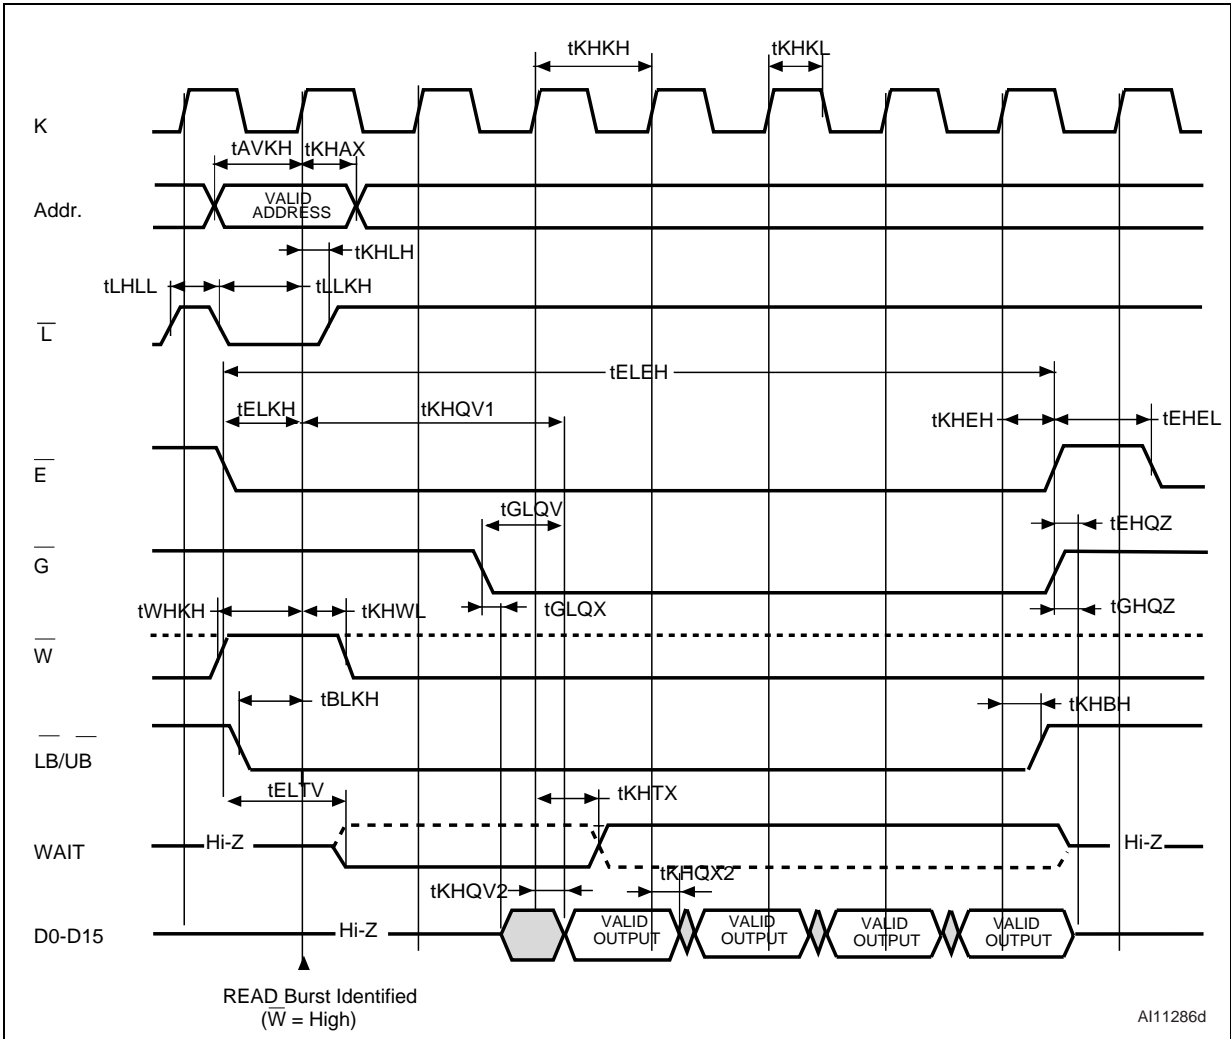 tKHKH
tKHKL
K
tAVKH
tKHAX
Addr.
VALID
ADDRESS
tKHLH
tLHLL
tLLKH
L
tELEH
tELKH
tKHQV1
tKHEH
tEHEL
E
tGLQV
tEHQZ
G
tWHKH
tKHWL
tGLQX
tGHQZ
W
tBLKH
tKHBH
LB/UB
tELTV
tKHTX
WAIT
Hi-Z
Hi-Z
tKHQV2
tKHQX2
D0-D15
Hi-Z
VALID
OUTPUT
VALID
OUTPUT
VALID
OUTPUT
VALID
OUTPUT
READ Burst Identified
(W = High)
AI11286d